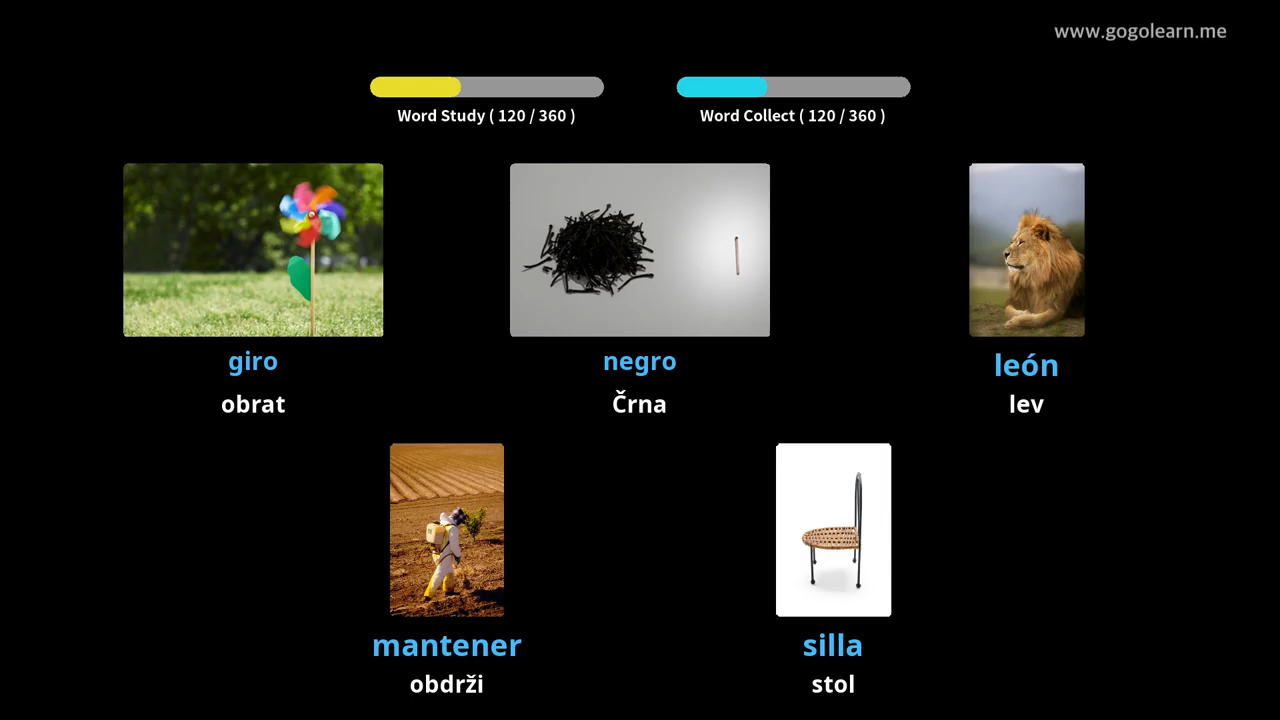 www.gogolearn.me
Word Study ( 120 / 360 )
Word Collect ( 120 / 360 )
giro
negro
león
obrat
Črna
lev
mantener
silla
obdrži
stol